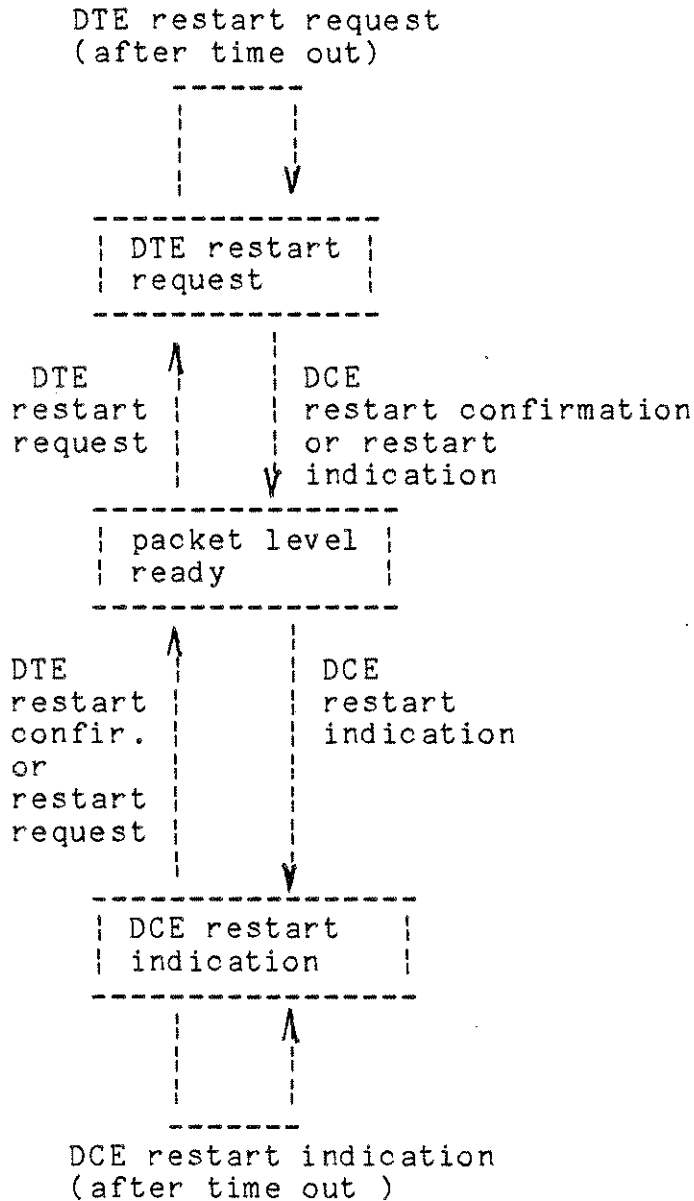 DTE restart request
(after time out)
DTE restart
request
DTE
restart
request
DCE
restart confirmation
or restart
indication
packet level
ready
DTE
restart
confir.
or
restart
request
DCE
restart
indication
DCE restart
indication
DCE restart indication
(after time out )